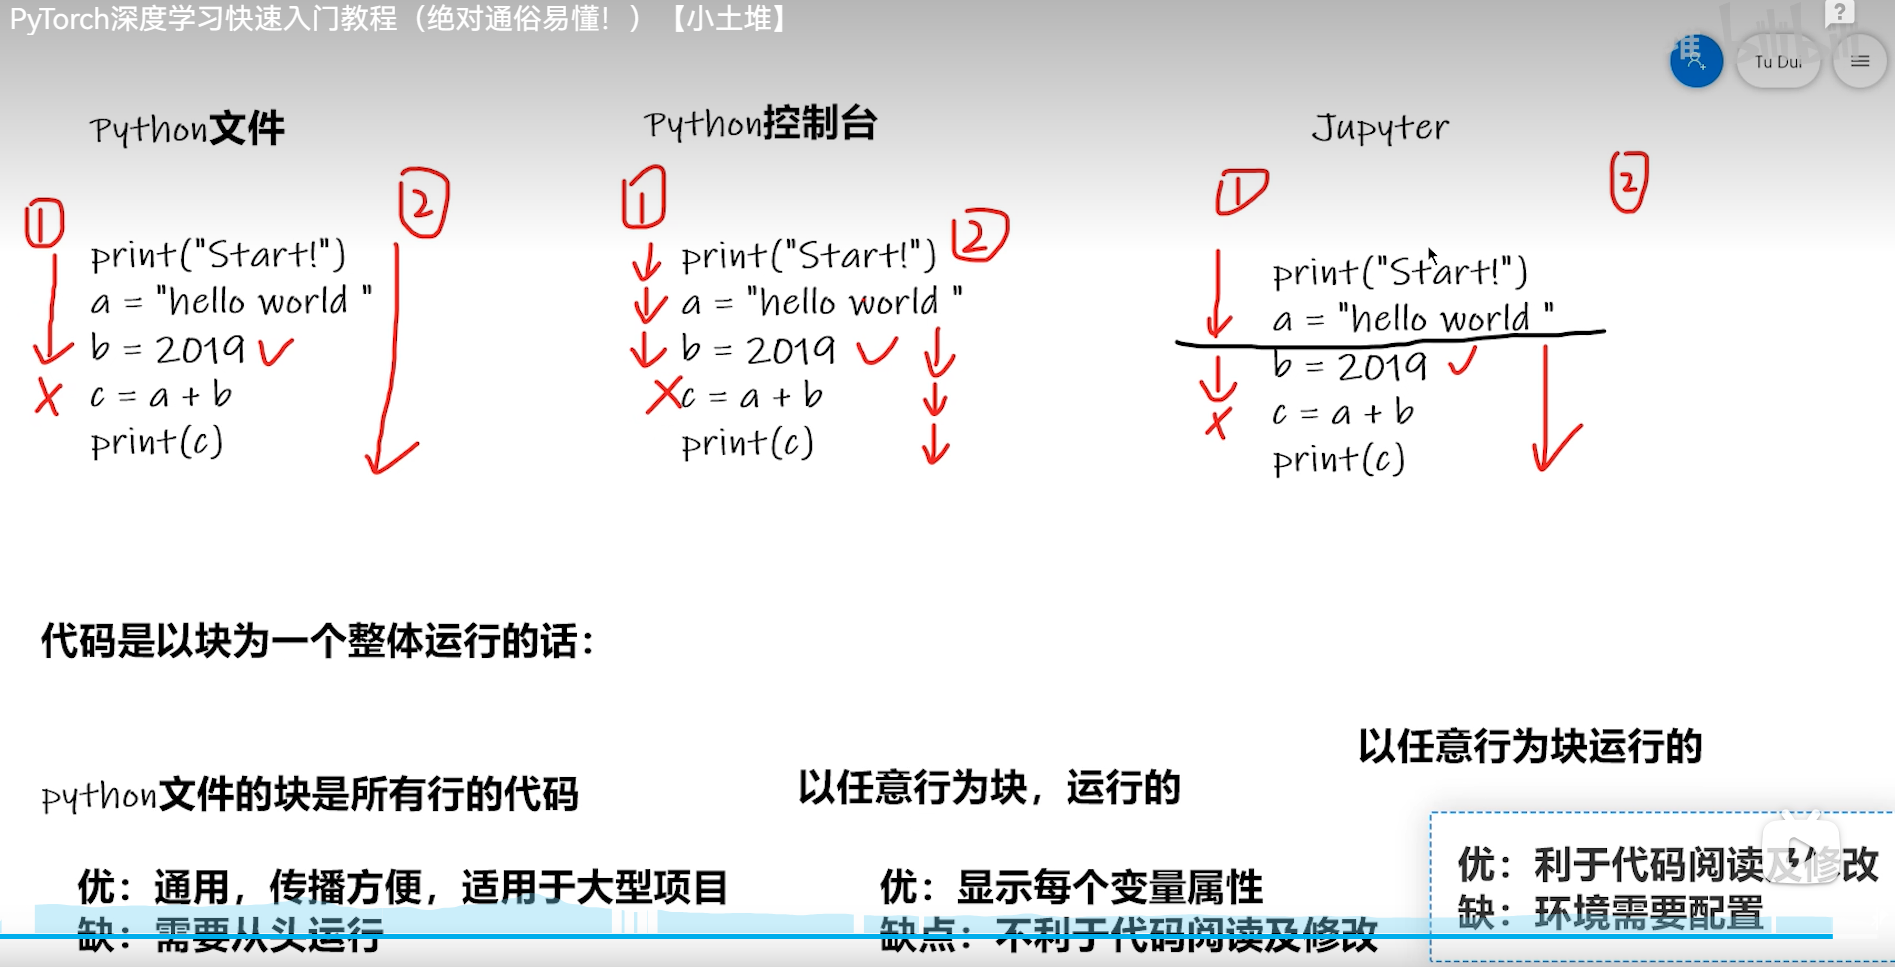 PyTorch深度学习快速入门教程（绝对通俗易懂！）【小土堆】
Tu Dui
Python文件
Python控制台
Jupyter
1
2
print("Start!")
a = "hello world "
b = 2019
c = a + b
print(c)
1
2
print("Start!")
a = "hello world "
b = 2019
c = a + b
print(c)
1
2
print("Start!")
a = "hello world "
b = 2019
c = a + b
print(c)
代码是以块为一个整体运行的话：
python文件的块是所有行的代码
以任意行为块，运行的
以任意行为块运行的
优：通用，传播方便，适用于大型项目
缺：需要从头运行
优：显示每个变量属性
缺点：不利于代码阅读及修改
优：利于代码阅读及修改
缺：环境需要配置